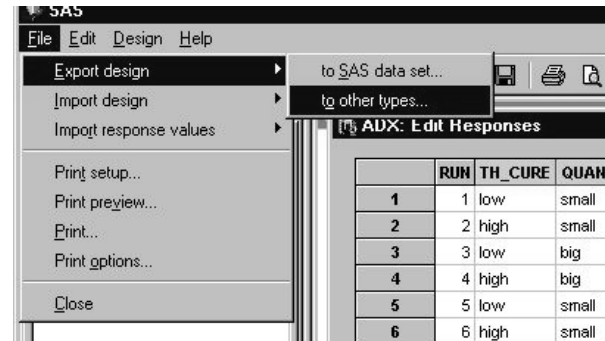 SAS
File Edit Design Help
Export design
Import design
Import response values
Print setup...
Print preview...
Print...
Print options...
Close
to SAS data set...
to other types...
ADX: Edit Responses
RUN TH_CURE QUAN
1 1 low small
2 2 high small
3 3 low big
4 4 high big
5 5 low small
6 6 high small